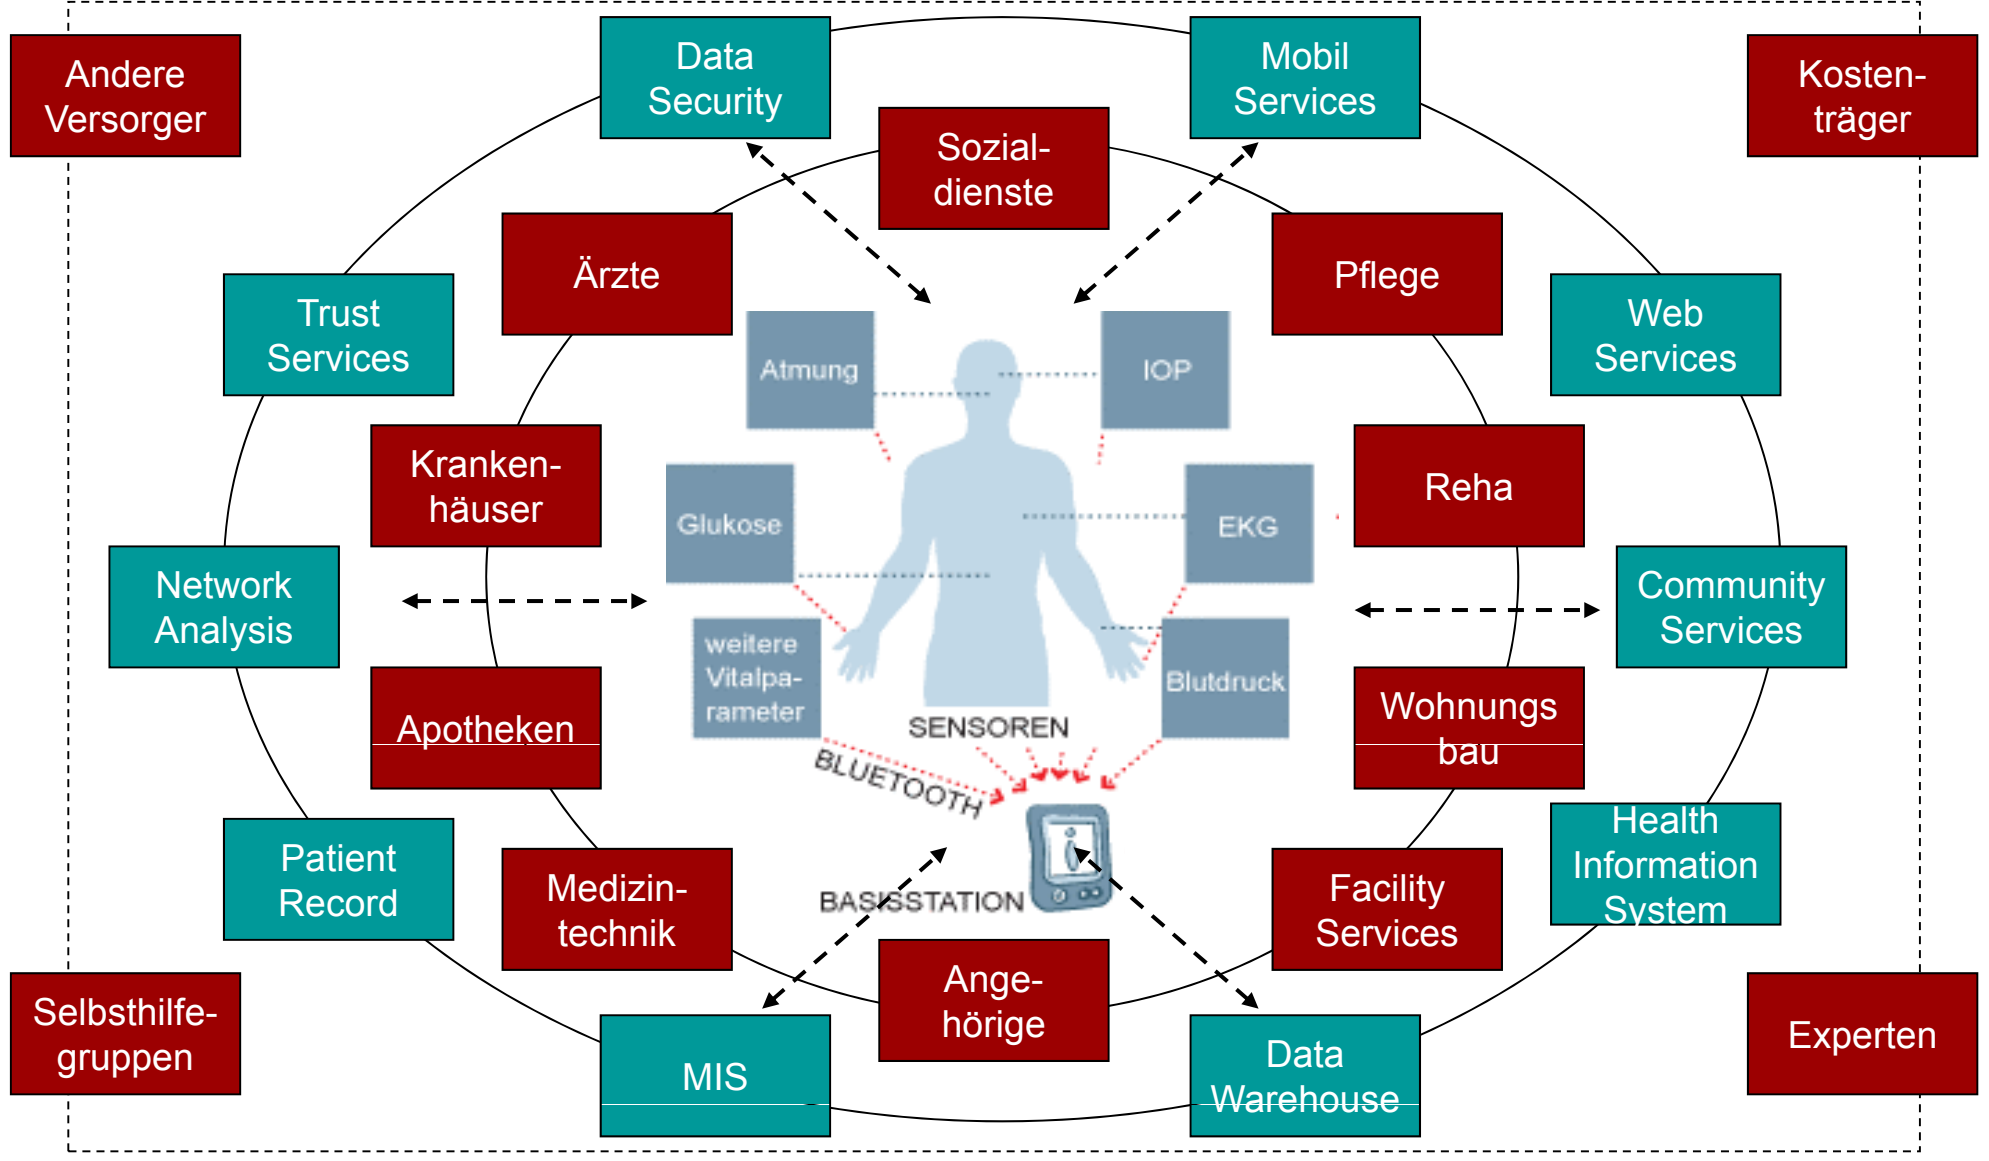 Andere
Versorger
Data
Security
Mobil
Services
Kosten-
träger
Sozial-
dienste
Ärzte
Pflege
Trust
Services
Web
Services
Atmung
IOP
Kranken-
häuser
Reha
Glukose
EKG
Network
Analysis
Community
Services
weitere
Vitalpa-
rameter
Blutdruck
Apotheken
SENSOREN
Wohnungs
bau
BLUETOOTH
Patient
Record
Health
Information
System
Medizin-
technik
BASISSTATION
Facility
Services
Selbsthilfe-
gruppen
Ange-
hörige
Experten
MIS
Data
Warehouse